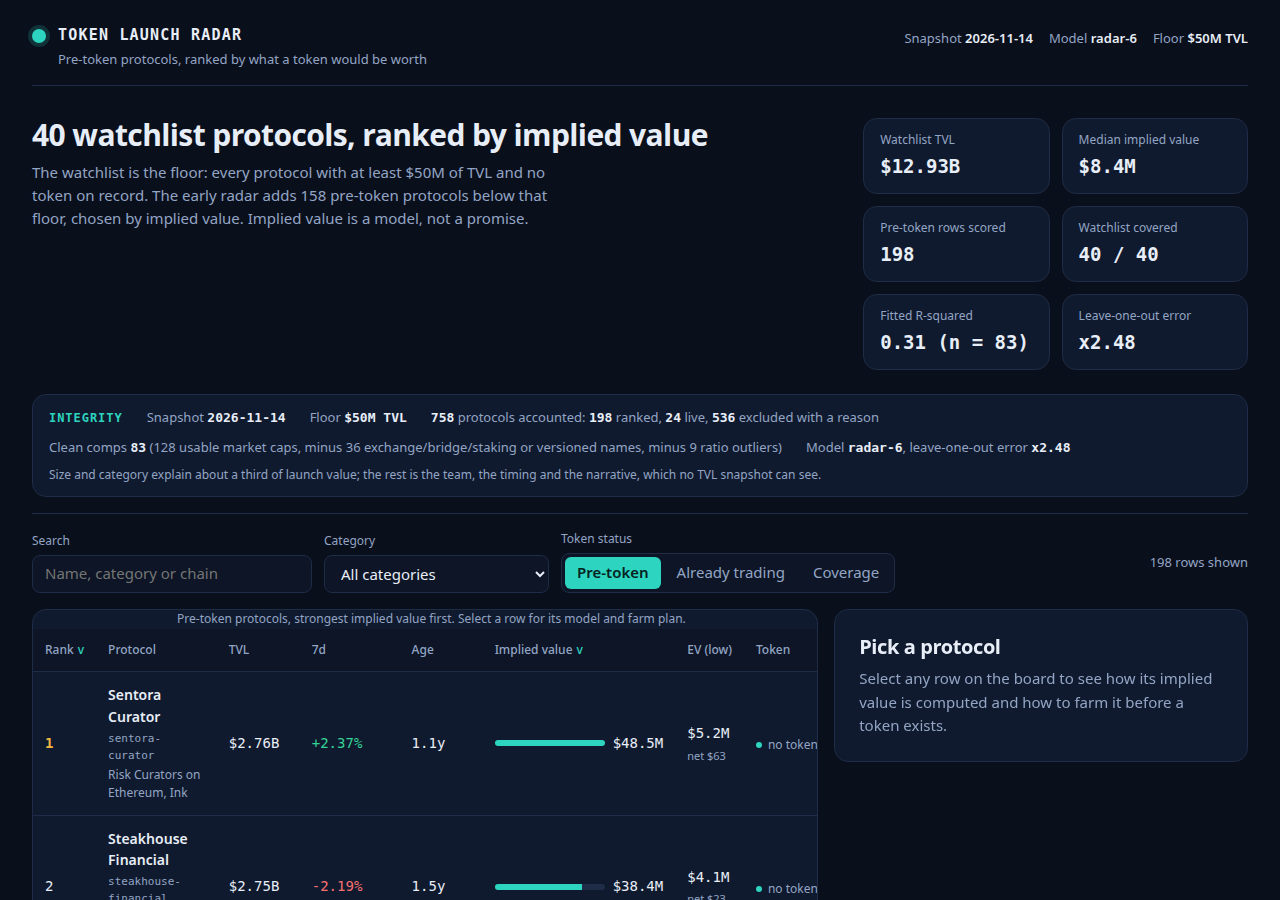 TOKEN LAUNCH RADAR
Pre-token protocols, ranked by what a token would be worth
Snapshot 2026-11-14 Model radar-6 Floor $50M TVL
40 watchlist protocols, ranked by implied value
The watchlist is the floor: every protocol with at least $50M of TVL and no
token on record. The early radar adds 158 pre-token protocols below that
floor, chosen by implied value. Implied value is a model, not a promise.
Watchlist TVL
$12.93B
Median implied value
$8.4M
Pre-token rows scored
198
Watchlist covered
40 / 40
Fitted R-squared
0.31 (n = 83)
Leave-one-out error
x2.48
INTEGRITY Snapshot 2026-11-14 Floor $50M TVL 758 protocols accounted: 198 ranked, 24 live, 536 excluded with a reason
Clean comps 83 (128 usable market caps, minus 36 exchange/bridge/staking or versioned names, minus 9 ratio outliers) Model radar-6, leave-one-out error x2.48
Size and category explain about a third of launch value; the rest is the team, the timing and the narrative, which no TVL snapshot can see.
Search
Name, category or chain
Category
All categories
Token status
Pre-token Already trading Coverage
198 rows shown
Pre-token protocols, strongest implied value first. Select a row for its model and farm plan.
Rank v Protocol TVL 7d Age Implied value v EV (low) Token
1
Sentora
Curator
sentora-
curator
Risk Curators on
Ethereum, Ink
$2.76B
+2.37%
1.1y
$48.5M
$5.2M
net $63
no token
2
Steakhouse
Financial
steakhouse-
financial
$2.75B
-2.19%
1.5y
$38.4M
$4.1M
net $23
no token
Pick a protocol
Select any row on the board to see how its implied
value is computed and how to farm it before a
token exists.